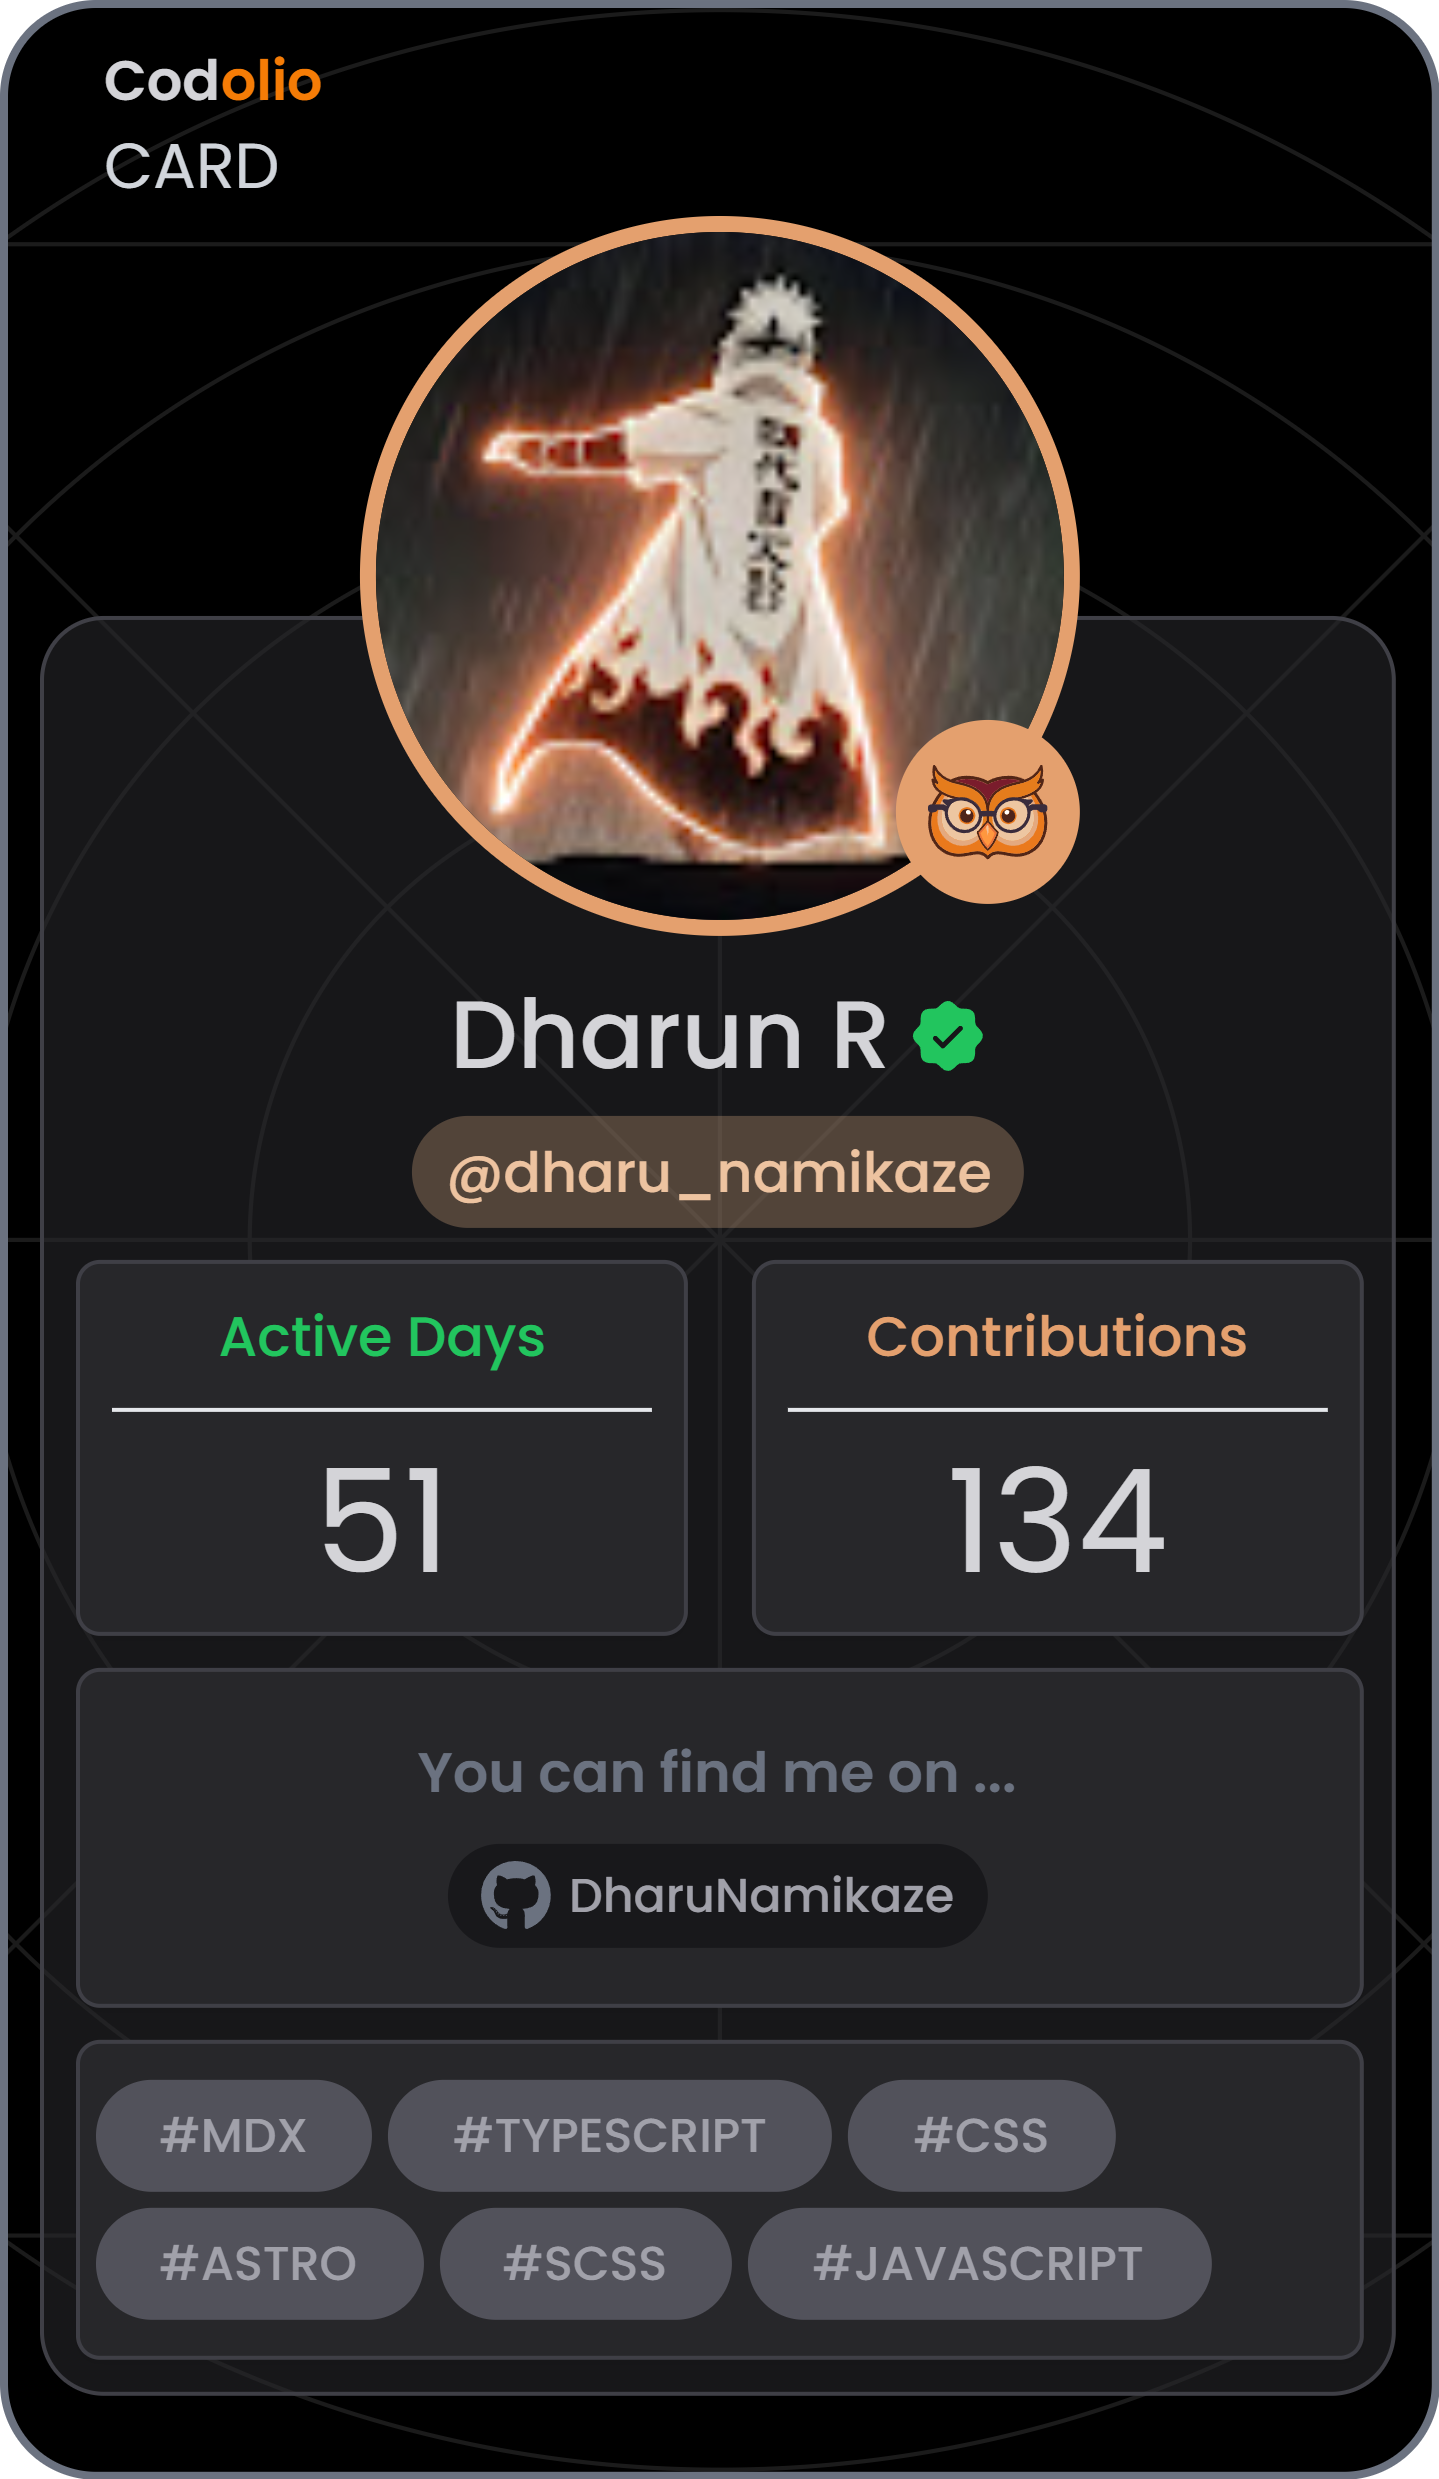 Codolio
CARD
Dharun R
@dharu_namikaze
Active Days
Contributions
51
134
You can find me on ...
DharuNamikaze
#MDX #TYPESCRIPT #CSS
#ASTRO #SCSS #JAVASCRIPT